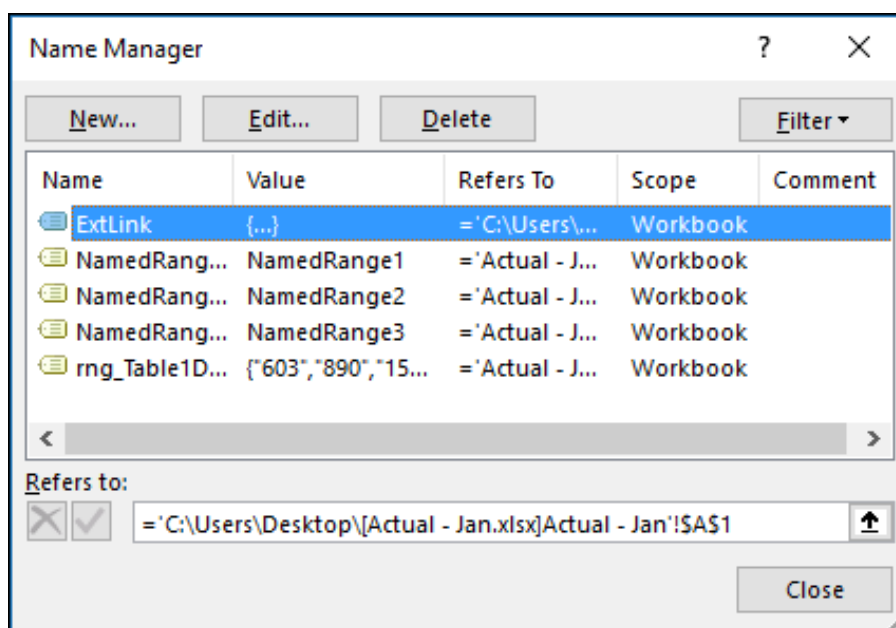 Name Manager ? ×
New... Edit... Delete Filter
Name Value Refers To Scope Comment
ExtLink {...} ='C:\Users\... Workbook
NamedRang... NamedRange1 ='Actual - J... Workbook
NamedRang... NamedRange2 ='Actual - J... Workbook
NamedRang... NamedRange3 ='Actual - J... Workbook
rng_Table1D... {"603","890","15... ='Actual - J... Workbook
Refers to:
='C:\Users\Desktop\[Actual - Jan.xlsx]Actual - Jan'!$A$1
Close